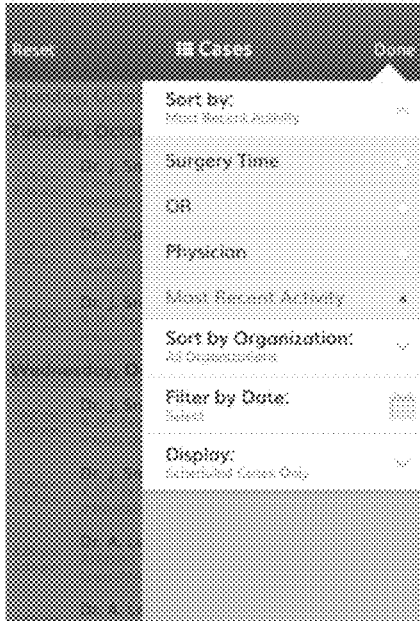 Reset
Cases
Done
Sort by:
Most Recent Activity
Surgery Time
OR
Physician
Most Recent Activity
Sort by Organization:
All Organizations
Filter by Date:
Select
Display:
Scheduled Cases Only